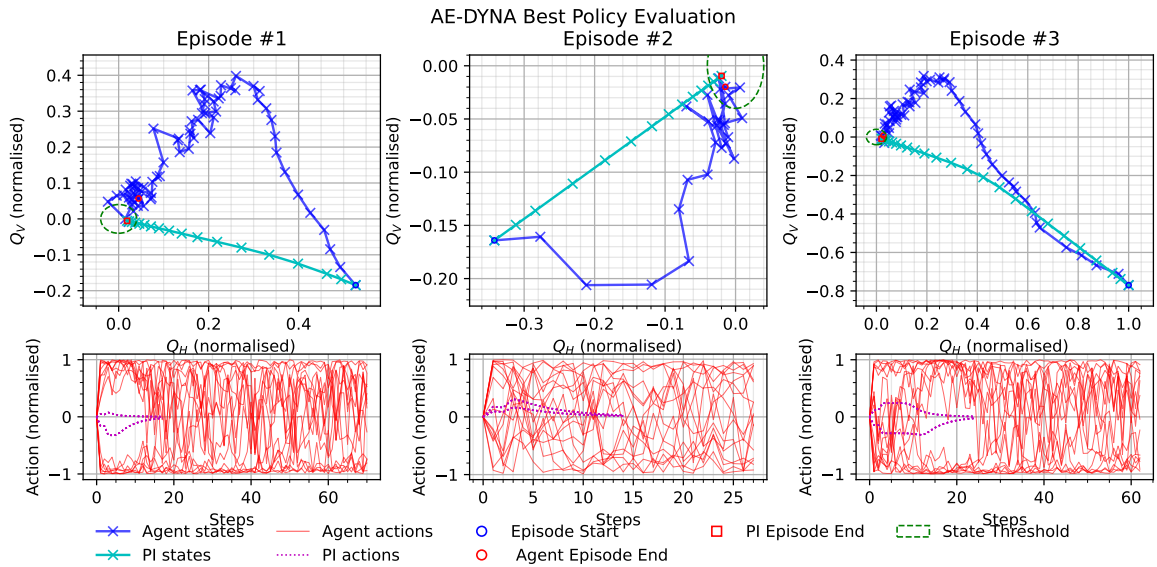 AE-DYNA Best Policy Evaluation
Episode #1
Episode #2
Episode #3
Q_V (normalised)
0.4
0.3
0.2
0.1
0.0
−0.1
−0.2
0.0
0.2
0.4
Q_H (normalised)
Q_V (normalised)
0.00
−0.05
−0.10
−0.15
−0.20
−0.3
−0.2
−0.1
0.0
Q_H (normalised)
Q_V (normalised)
0.4
0.2
0.0
−0.2
−0.4
−0.6
−0.8
0.0
0.2
0.4
0.6
0.8
1.0
Q_H (normalised)
Action (normalised)
1
0
−1
0
20
40
60
Steps
Action (normalised)
1
0
−1
0
5
10
15
20
25
Steps
Action (normalised)
1
0
−1
0
20
40
60
Steps
Agent states
PI states
Agent actions
PI actions
Episode Start
Agent Episode End
PI Episode End
State Threshold